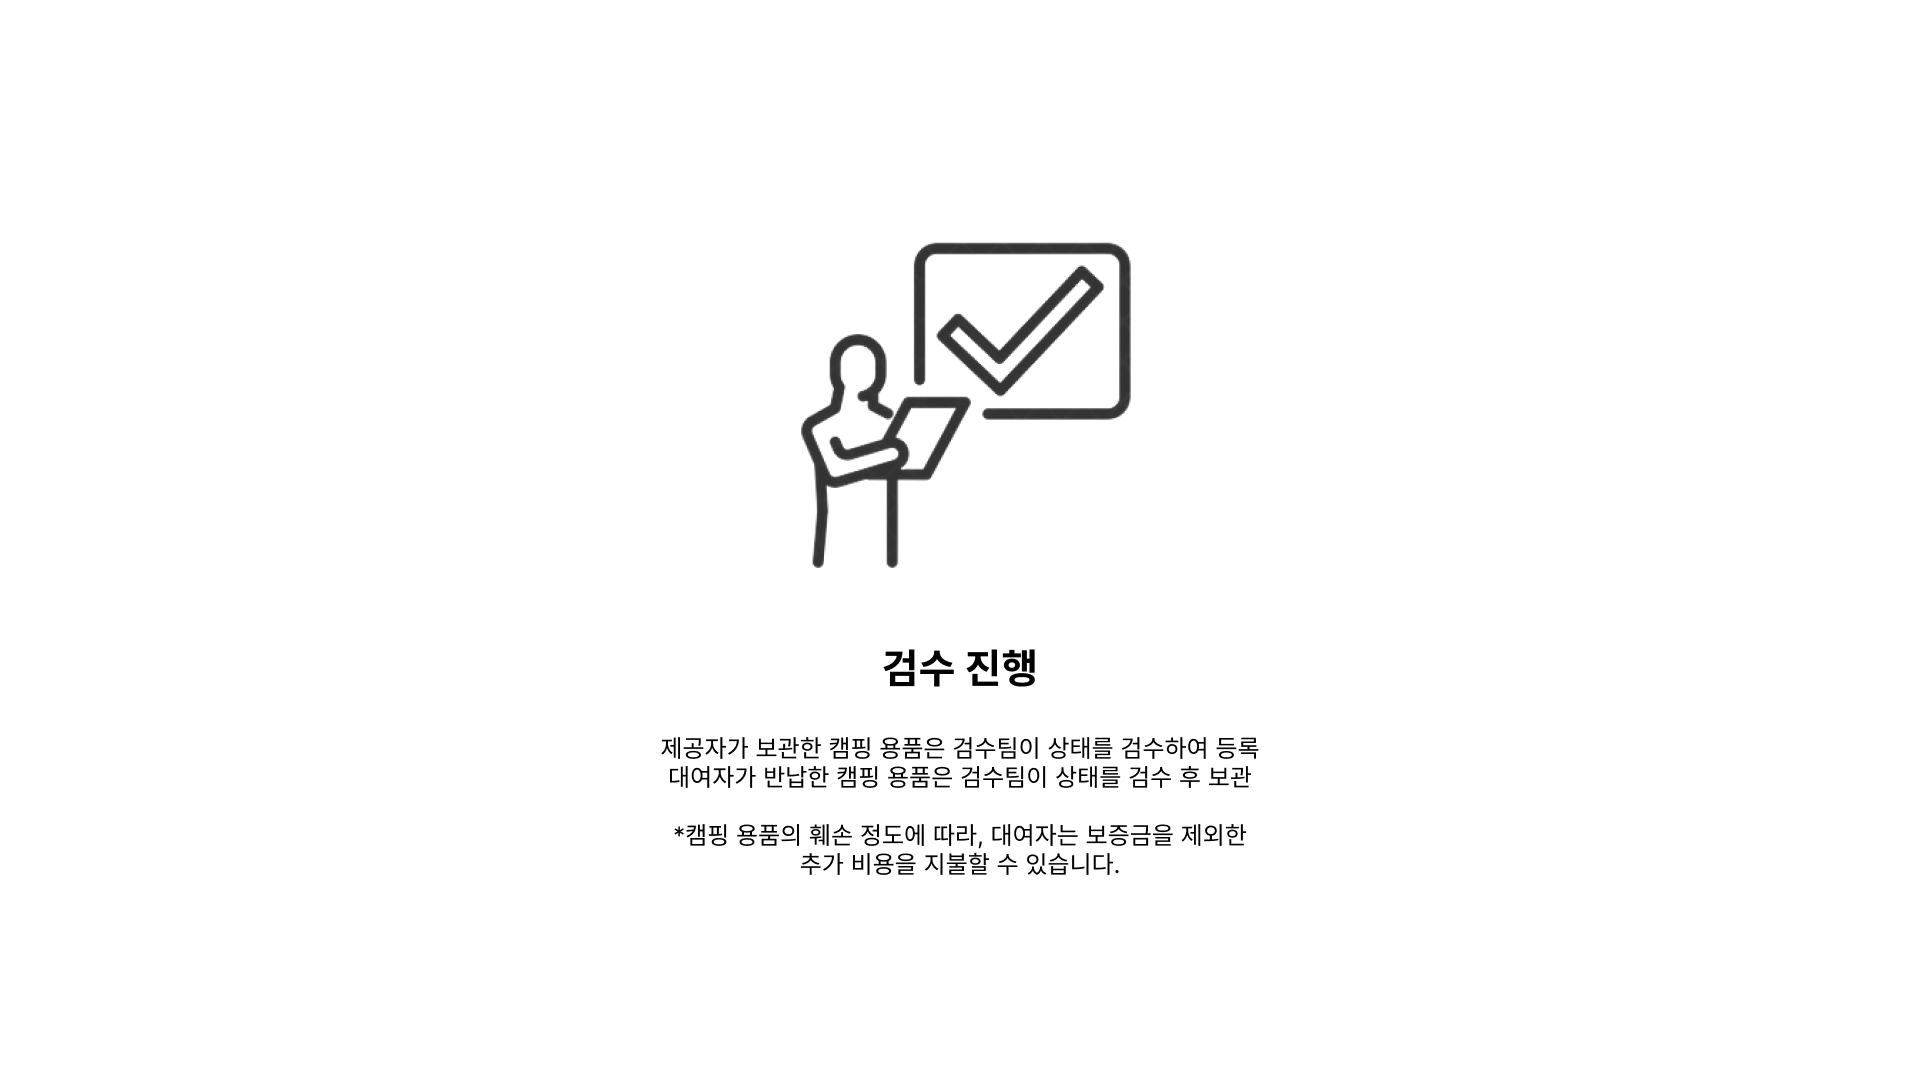 검수 진행
제공자가 보관한 캠핑 용품은 검수팀이 상태를 검수하여 등록
대여자가 반납한 캠핑 용품은 검수팀이 상태를 검수 후 보관
*캠핑 용품의 훼손 정도에 따라, 대여자는 보증금을 제외한
추가 비용을 지불할 수 있습니다.